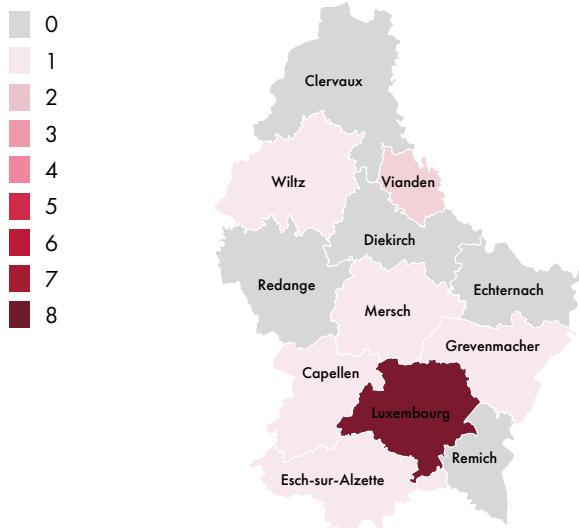 0
1
2
3
4
5
6
7
8
Clervaux
Wiltz
Vianden
Diekirch
Redange
Echternach
Mersch
Grevenmacher
Capellen
Luxembourg
Remich
Esch-sur-Alzette